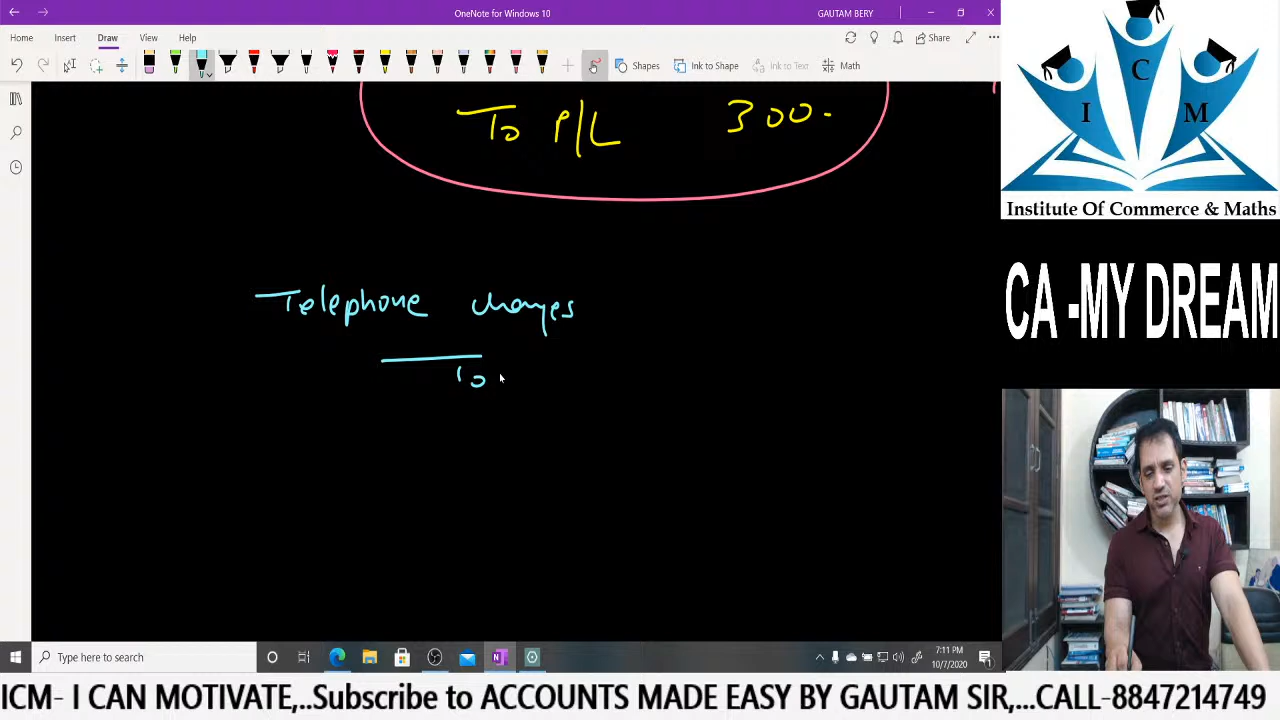 OneNote for Windows 10
GAUTAM BERY
Home Insert Draw View Help
Share
Shapes
Ink to Shape
Ink to Text
Math
To P/L 300.
Telephone charges
To
I C M
Institute Of Commerce & Maths
CA -MY DREAM
Type here to search
7:11 PM
10/7/2020
ICM- I CAN MOTIVATE,..Subscribe to ACCOUNTS MADE EASY BY GAUTAM SIR,...CALL-8847214749